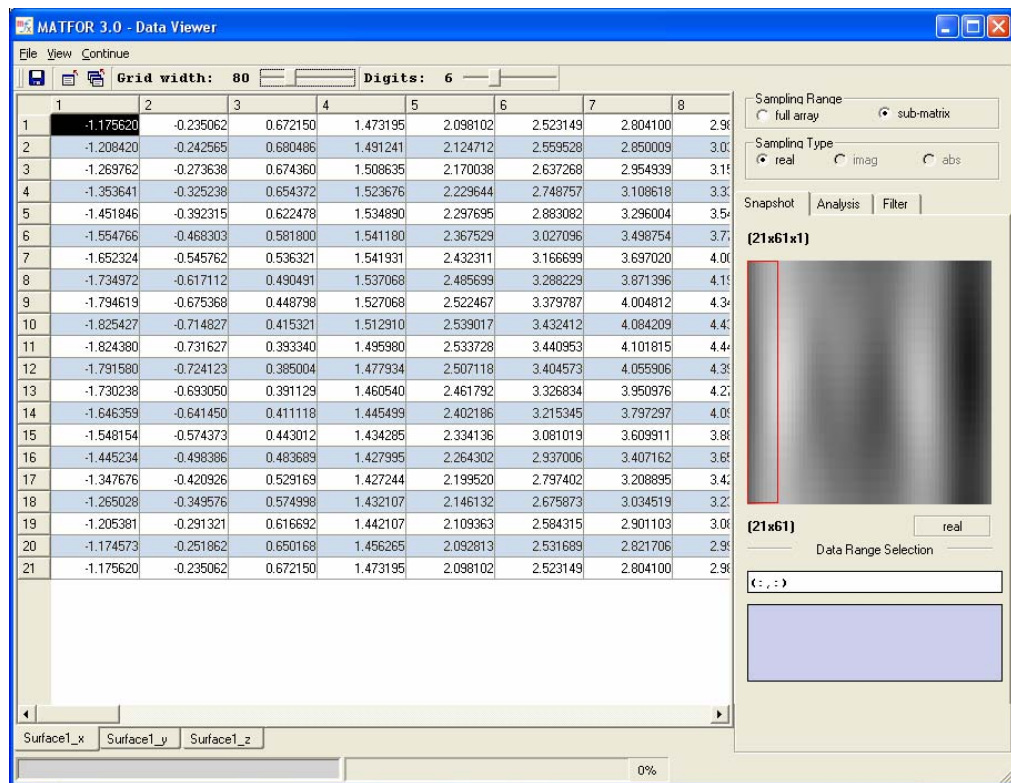 MATFOR 3.0 - Data Viewer
File View Continue
Grid width: 80 Digits: 6
1 2 3 4 5 6 7 8
1 -1.175620 -0.235062 0.672150 1.473195 2.098102 2.523149 2.804100
2 -1.208420 -0.242565 0.680486 1.491241 2.124712 2.559528 2.850009
3 -1.269762 -0.273638 0.674360 1.508635 2.170038 2.637268 2.954939
4 -1.353641 -0.325238 0.654372 1.523676 2.229644 2.748757 3.108618
5 -1.451846 -0.392315 0.622478 1.534890 2.297695 2.883082 3.296004
6 -1.554766 -0.468303 0.581800 1.541180 2.367529 3.027096 3.498754
7 -1.652324 -0.545762 0.536321 1.541931 2.432311 3.166699 3.697020
8 -1.734972 -0.617112 0.490491 1.537068 2.485699 3.288229 3.871396
9 -1.794619 -0.675368 0.448798 1.527068 2.522467 3.379787 4.004812
10 -1.825427 -0.714827 0.415321 1.512910 2.539017 3.432412 4.084209
11 -1.824380 -0.731627 0.393340 1.495980 2.533728 3.440953 4.101815
12 -1.791580 -0.724123 0.385004 1.477934 2.507118 3.404573 4.055906
13 -1.730238 -0.693050 0.391129 1.460540 2.461792 3.326834 3.950976
14 -1.646359 -0.641450 0.411118 1.445499 2.402186 3.215345 3.797297
15 -1.548154 -0.574373 0.443012 1.434285 2.334136 3.081019 3.609911
16 -1.445234 -0.498386 0.483689 1.427995 2.264302 2.937006 3.407162
17 -1.347676 -0.420926 0.529169 1.427244 2.199520 2.797402 3.208895
18 -1.265028 -0.349576 0.574998 1.432107 2.146132 2.675873 3.034519
19 -1.205381 -0.291321 0.616692 1.442107 2.109363 2.584315 2.901103
20 -1.174573 -0.251862 0.650168 1.456265 2.092813 2.531689 2.821706
21 -1.175620 -0.235062 0.672150 1.473195 2.098102 2.523149 2.804100
Surface1_x Surface1_y Surface1_z
Sampling Range
full array sub-matrix
Sampling Type
real imag abs
Snapshot Analysis Filter
(21x61x1)
(21x61) real
Data Range Selection
(:,:)
0%